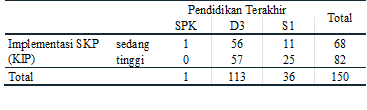 Pendidikan Terakhir
SPK D3 S1 Total
Implementasi SKP sedang 1 56 11 68
(KIP) tinggi 0 57 25 82
Total 1 113 36 150